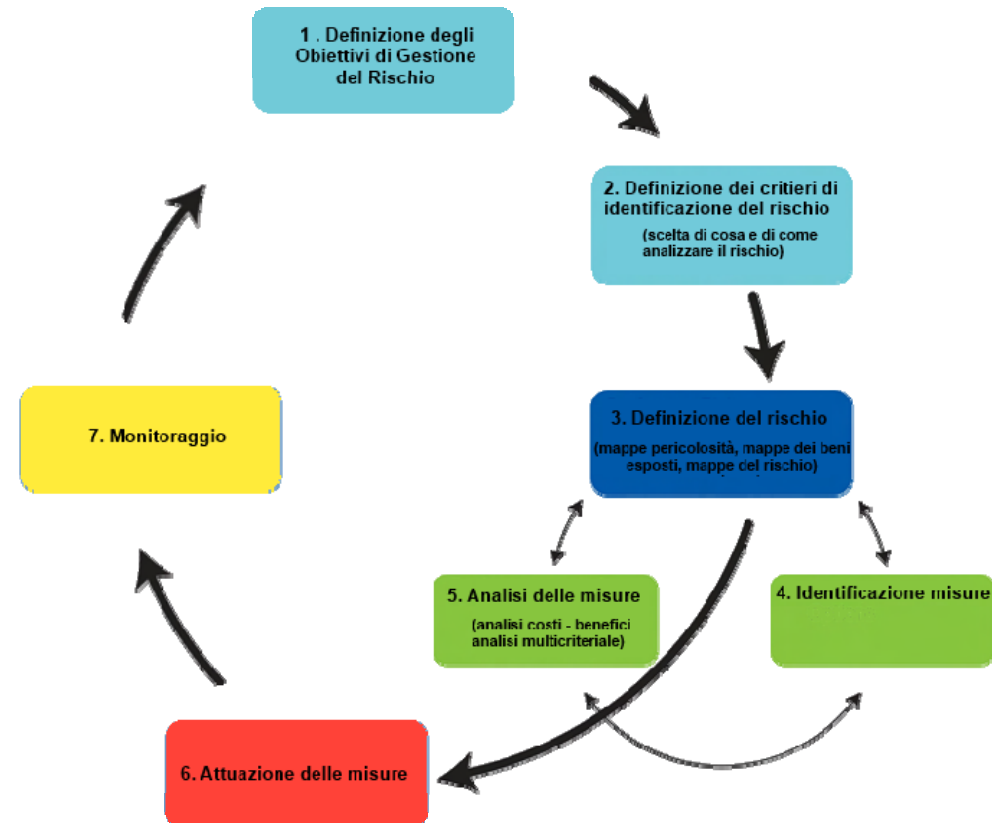 1 . Definizione degli
Obiettivi di Gestione
del Rischio
2. Definizione dei critieri di
identificazione del rischio
(scelta di cosa e di come
analizzare il rischio)
3. Definizione del rischio
(mappe pericolosità, mappe dei beni
esposti, mappe del rischio)
4. Identificazione misure
5. Analisi delle misure
(analisi costi - benefici
analisi multicriteriale)
6. Attuazione delle misure
7. Monitoraggio